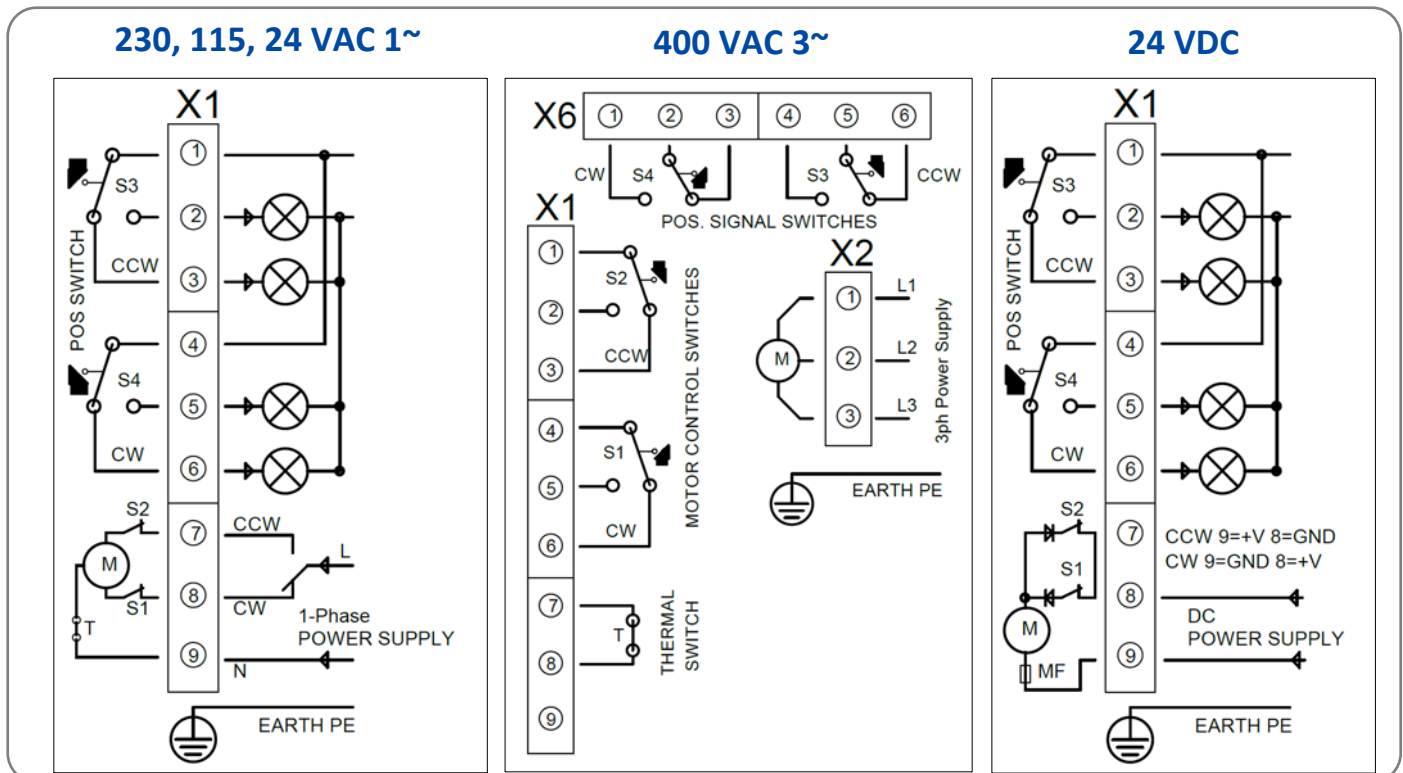 230, 115, 24 VAC 1~
X1
1
S3
2
CCW
3
POS SWITCH
4
S4
5
CW
6
S2
7
CCW
L
M
8
S1
CW
1-Phase
T
POWER SUPPLY
9
N
EARTH PE
400 VAC 3~
X6
1 2 3 4 5 6
CW S4 S3 CCW
POS. SIGNAL SWITCHES
X1
1
S2
2
CCW
3
4
S1
5
CW
6
MOTOR CONTROL SWITCHES
7
T
8
THERMAL
SWITCH
9
X2
1 L1
M 2 L2
3 L3
3ph Power Supply
EARTH PE
24 VDC
X1
1
S3
2
CCW
3
POS SWITCH
4
S4
5
CW
6
S2
7
CCW 9=+V 8=GND
CW 9=GND 8=+V
S1
8
DC
M
POWER SUPPLY
9
MF
EARTH PE